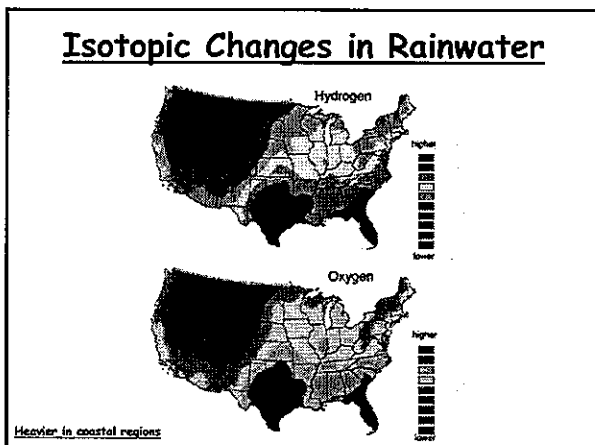 Isotopic Changes in Rainwater
Hydrogen
higher
lower
Oxygen
higher
lower
Heavier in coastal regions